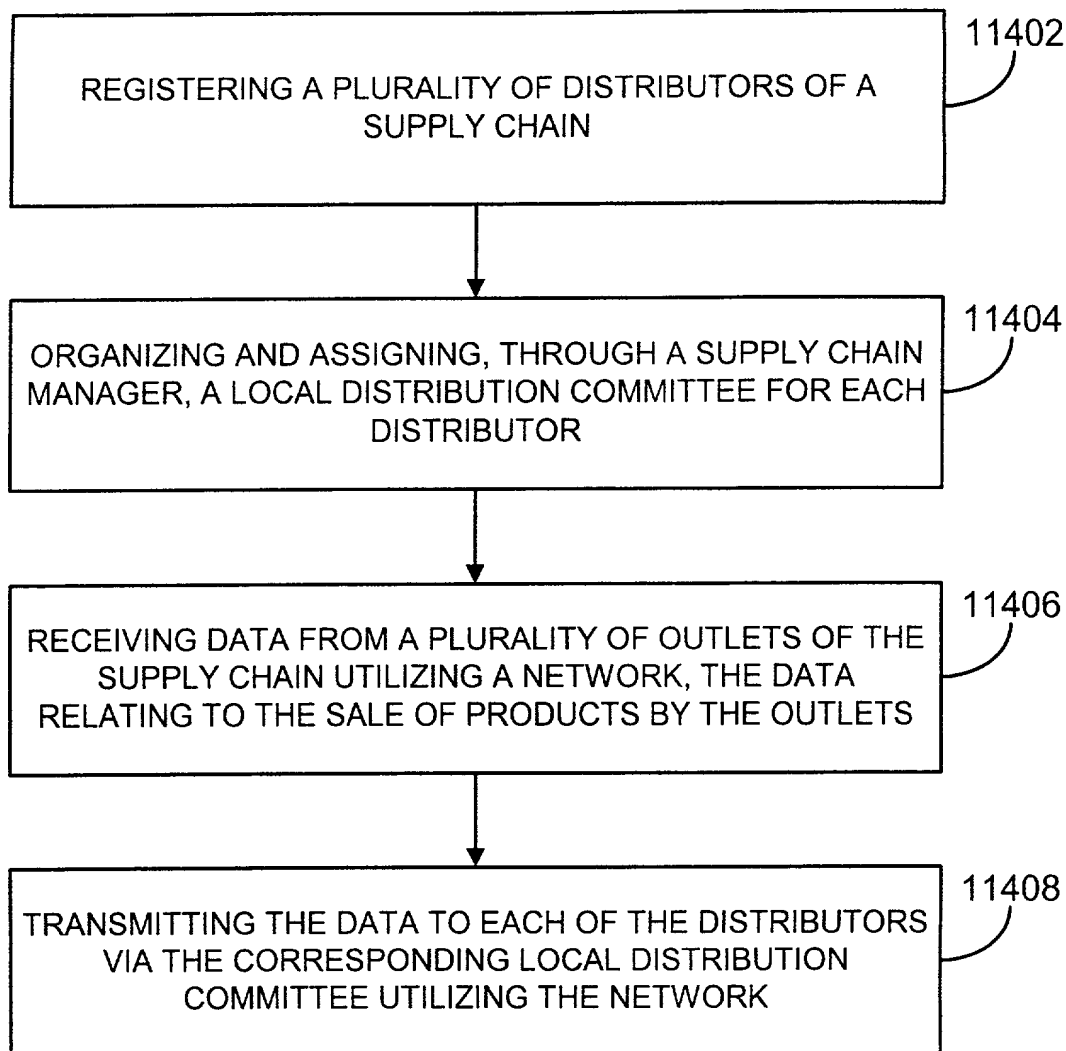 11402
REGISTERING A PLURALITY OF DISTRIBUTORS OF A
SUPPLY CHAIN
11404
ORGANIZING AND ASSIGNING, THROUGH A SUPPLY CHAIN
MANAGER, A LOCAL DISTRIBUTION COMMITTEE FOR EACH
DISTRIBUTOR
11406
RECEIVING DATA FROM A PLURALITY OF OUTLETS OF THE
SUPPLY CHAIN UTILIZING A NETWORK, THE DATA
RELATING TO THE SALE OF PRODUCTS BY THE OUTLETS
11408
TRANSMITTING THE DATA TO EACH OF THE DISTRIBUTORS
VIA THE CORRESPONDING LOCAL DISTRIBUTION
COMMITTEE UTILIZING THE NETWORK